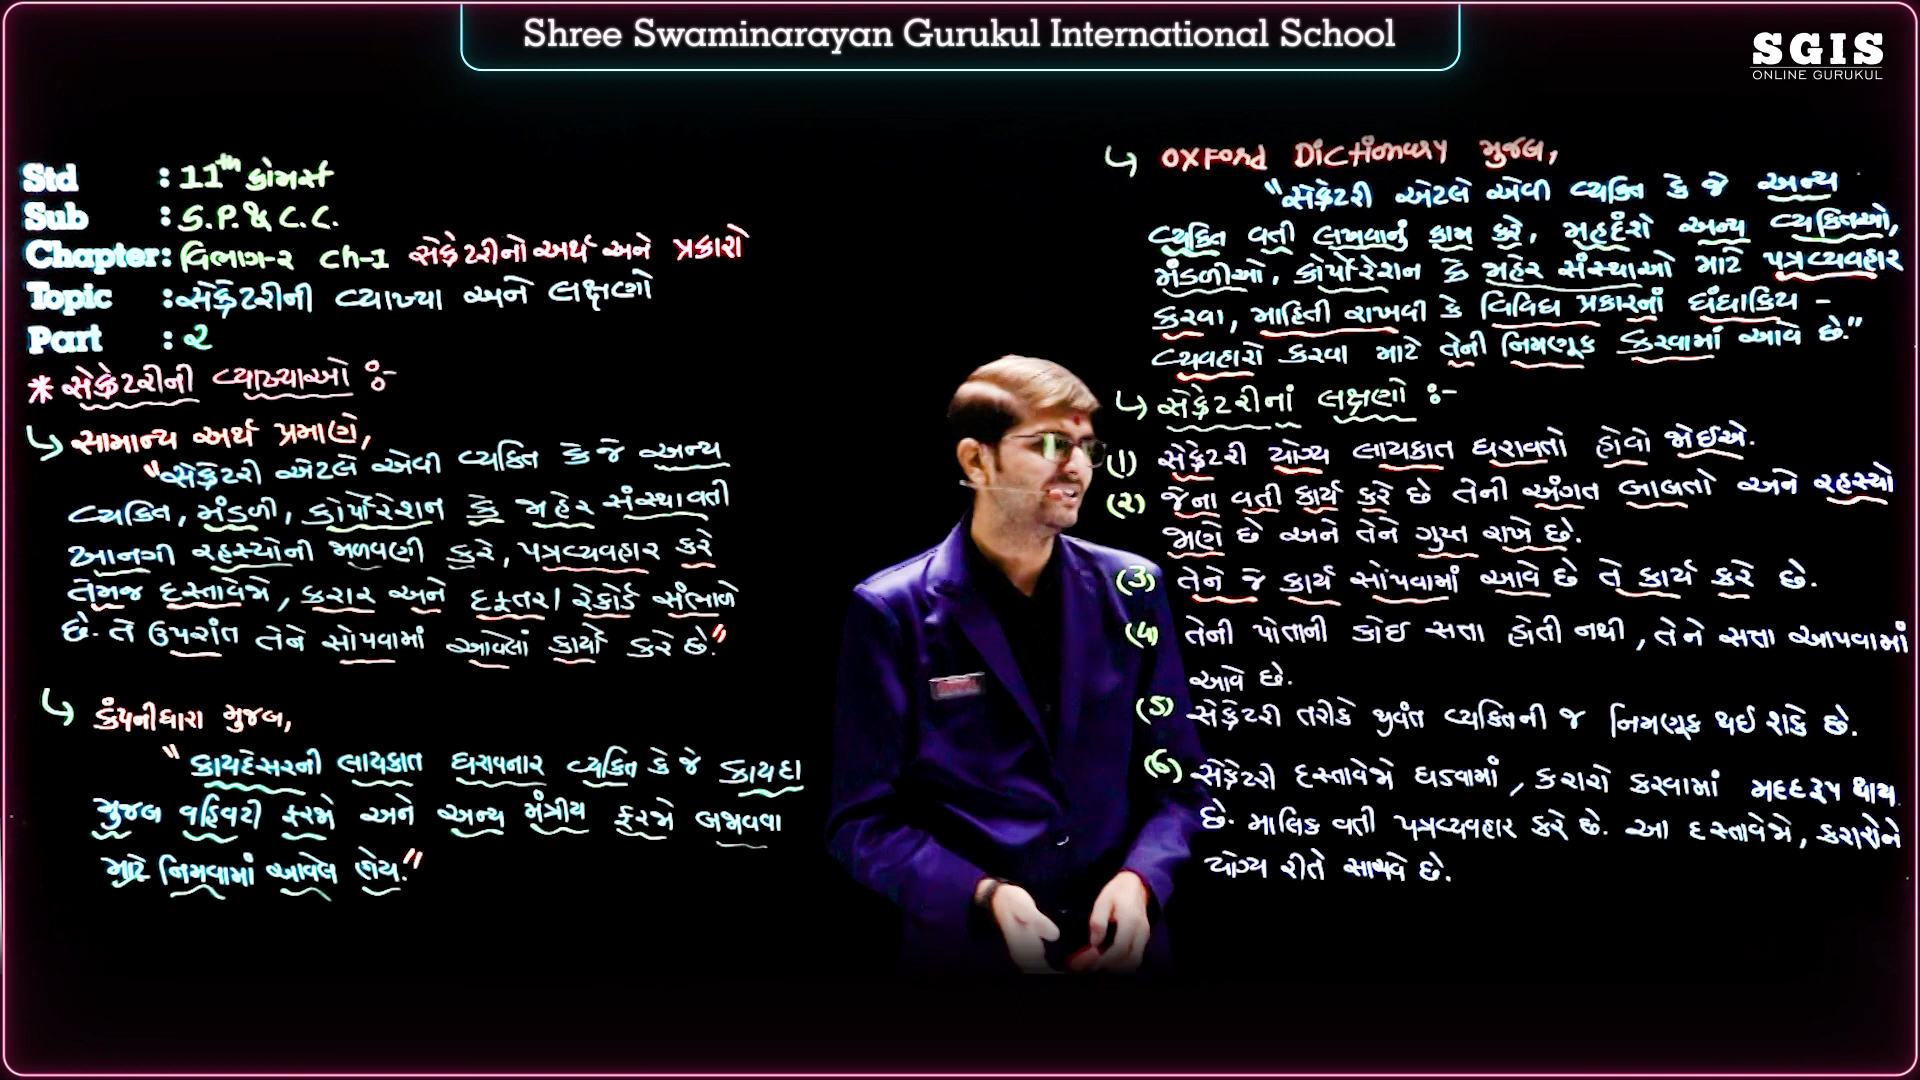 Shree Swaminarayan Gurukul International School
SGIS
ONLINE GURUKUL
Std : 11th કોમર્સ
Sub : S.P. & C.C.
Chapter: વિભાગ-૨ Ch-1 સેક્રેટરીનો અર્થ અને પ્રકારો
Topic : સેક્રેટરીની વ્યાખ્યા અને લક્ષણો
Part : ૨
* સેક્રેટરીની વ્યાખ્યાઓ :-
↳ સામાન્ય અર્થ પ્રમાણે,
"સેક્રેટરી એટલે એવી વ્યક્તિ કે જે અન્ય
વ્યક્તિ, મંડળી, કોર્પોરેશન કે જાહેર સંસ્થા વતી
ખાનગી રહસ્યોની જાળવણી કરે, પત્રવ્યવહાર કરે
તેમજ દસ્તાવેજો, કરાર અને દફતર / રેકોર્ડ સંભાળે
છે. તે ઉપરાંત તેને સોંપવામાં આવેલાં કાર્યો કરે છે."
↳ કંપનીધારા મુજબ,
"કાયદેસરની લાયકાત ધરાવનાર વ્યક્તિ કે જે કાયદા
મુજબ વહિવટી ફરજો અને અન્ય મંત્રીય ફરજો બજાવવા
માટે નિમવામાં આવેલ હોય."
↳ Oxford Dictionary મુજબ,
"સેક્રેટરી એટલે એવી વ્યક્તિ કે જે અન્ય
વ્યક્તિ વતી લખવાનું કામ કરે, મહદંશે અન્ય વ્યક્તિઓ,
મંડળીઓ, કોર્પોરેશન કે જાહેર સંસ્થાઓ માટે પત્રવ્યવહાર
કરવા, માહિતી રાખવી કે વિવિધ પ્રકારનાં ધંધાકિય -
વ્યવહારો કરવા માટે તેની નિમણૂક કરવામાં આવે છે."
↳ સેક્રેટરીનાં લક્ષણો :-
(1) સેક્રેટરી યોગ્ય લાયકાત ધરાવતો હોવો જોઈએ.
(૨) જેના વતી કાર્ય કરે છે તેની અંગત બાબતો અને રહસ્યો
જાણે છે અને તેને ગુપ્ત રાખે છે.
(3) તેને જે કાર્ય સોંપવામાં આવે છે તે કાર્ય કરે છે.
(4) તેની પોતાની કોઈ સત્તા હોતી નથી, તેને સત્તા આપવામાં
આવે છે.
(5) સેક્રેટરી તરીકે જીવંત વ્યક્તિની જ નિમણૂક થઈ શકે છે.
(6) સેક્રેટરી દસ્તાવેજો ઘડવામાં, કરારો કરવામાં મદદરૂપ થાય
છે. માલિક વતી પત્રવ્યવહાર કરે છે. આ દસ્તાવેજો, કરારોને
યોગ્ય રીતે સાચવે છે.